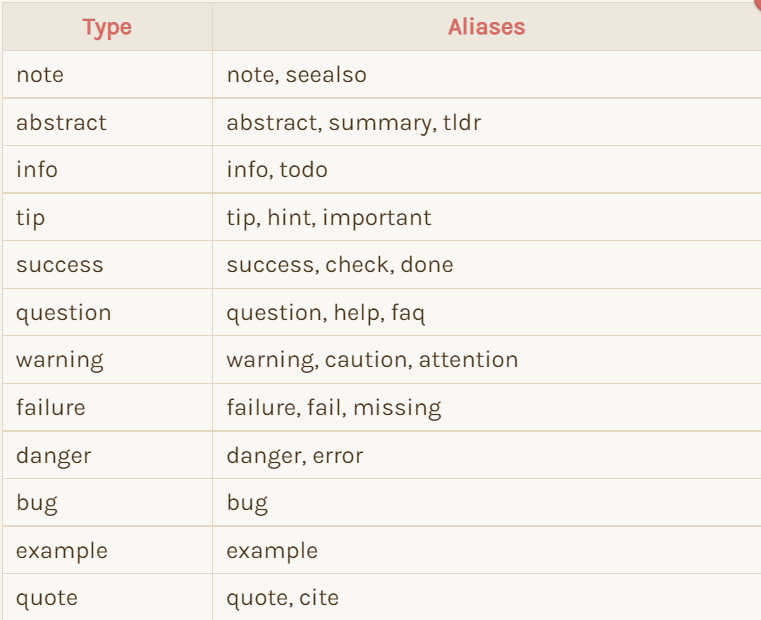 Type Aliases
note note, seealso
abstract abstract, summary, tldr
info info, todo
tip tip, hint, important
success success, check, done
question question, help, faq
warning warning, caution, attention
failure failure, fail, missing
danger danger, error
bug bug
example example
quote quote, cite